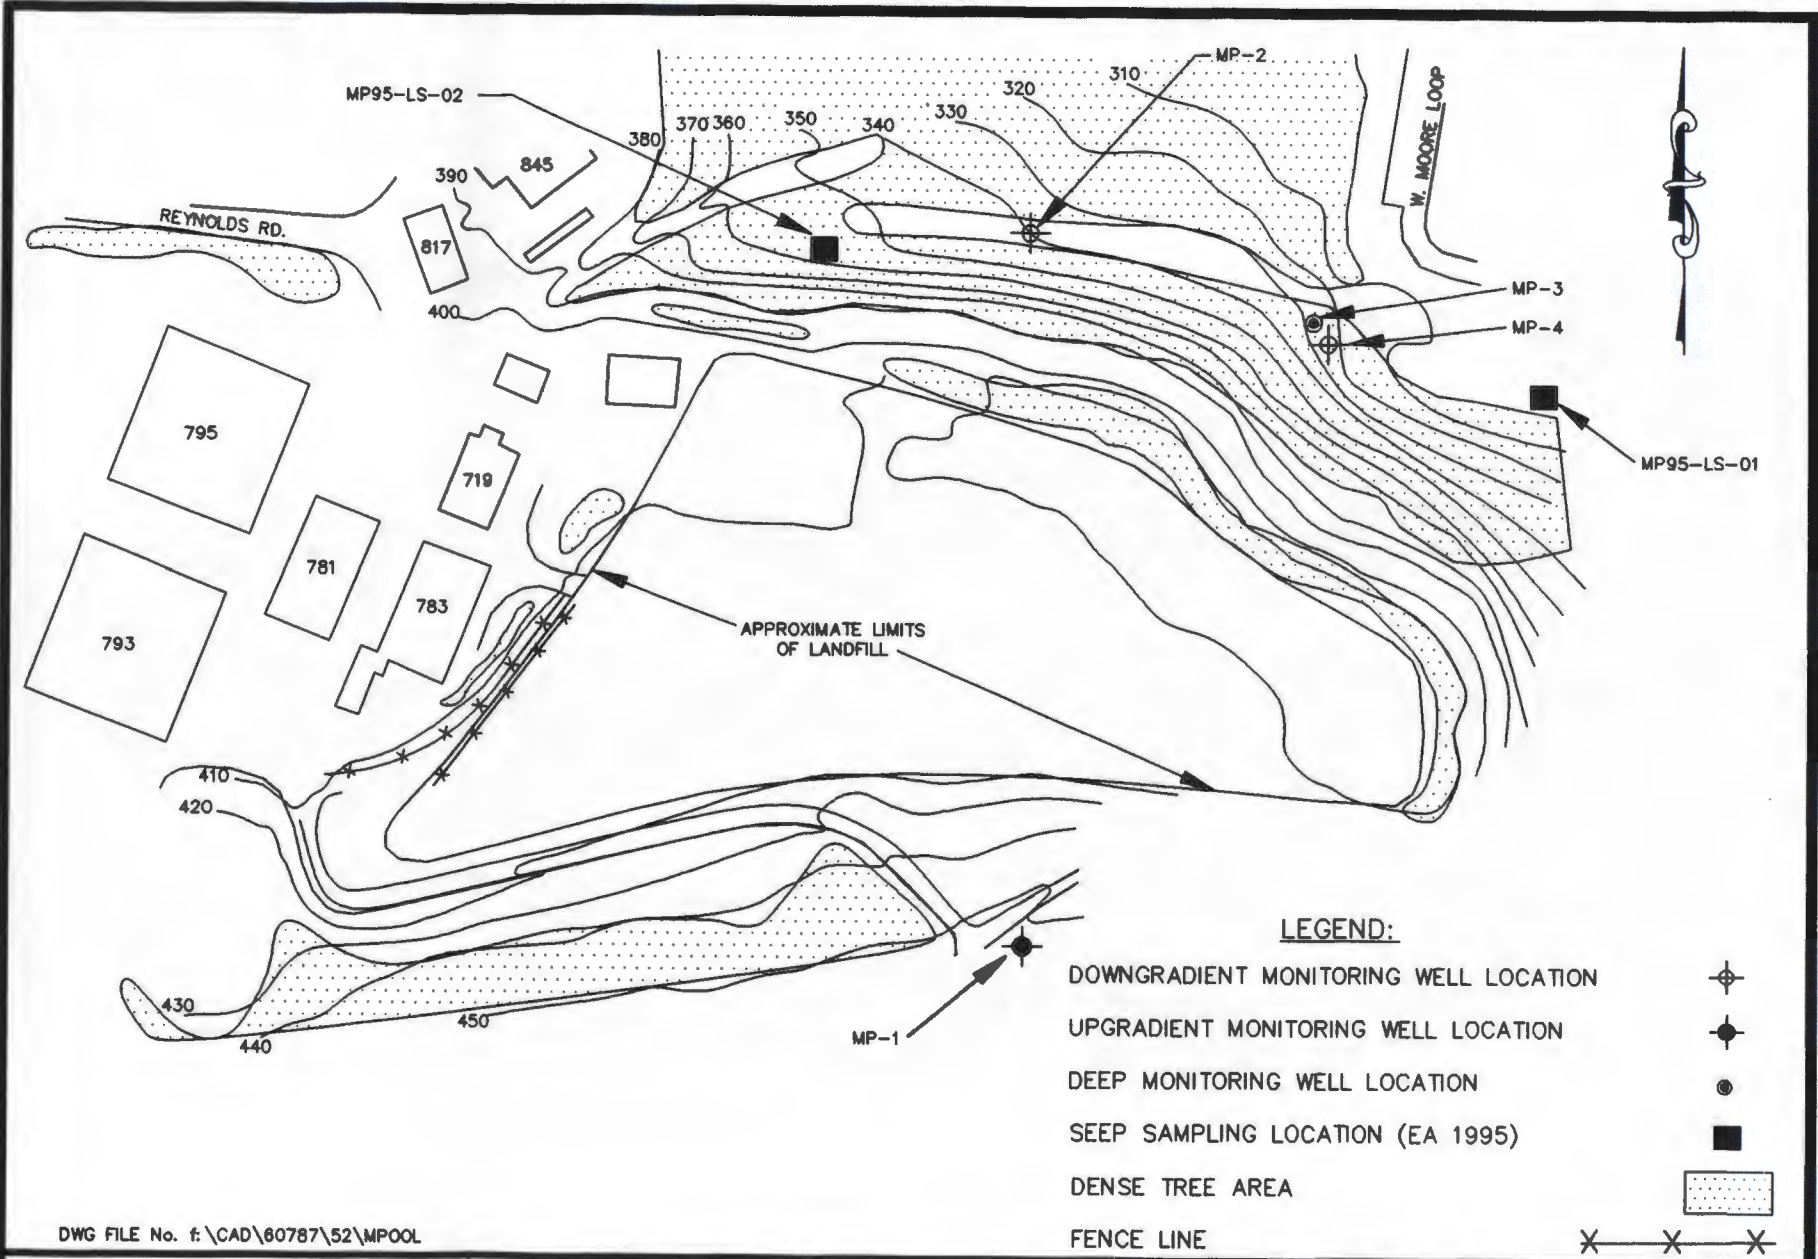 MP-2
310
MP95-LS-02
320
W. MOORE LOOP
330
350
340
370
360
380
845
390
REYNOLDS RD.
817
MP-3
400
MP-4
795
MP95-LS-01
719
781
783
793
APPROXIMATE LIMITS
OF LANDFILL
410
420
430
440
450
MP-1
LEGEND:
DOWNGRADIENT MONITORING WELL LOCATION
UPGRADIENT MONITORING WELL LOCATION
DEEP MONITORING WELL LOCATION
SEEP SAMPLING LOCATION (EA 1995)
DENSE TREE AREA
FENCE LINE
DWG FILE No. f:\CAD\60787\52\MPOOL